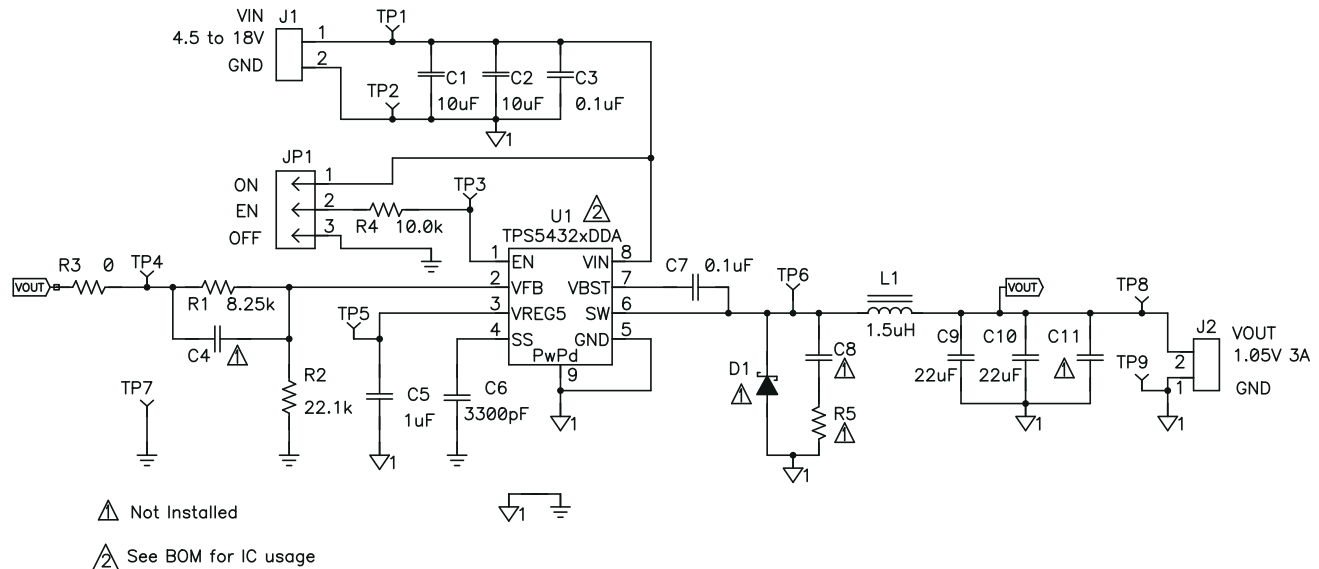 VIN J1 TP1
4.5 to 18V 1
GND 2
TP2
C1 C2 C3
10uF 10uF 0.1uF
1
JP1
ON 1
EN 2
OFF 3
R4 10.0k
TP3
U1 2
TPS5432xDDA
1 EN VIN 8
2 VFB VBST 7
3 VREG5 SW 6
4 SS GND 5
PwPd
9
1
VOUT R3 0 TP4
R1 8.25k
C4 1
R2
22.1k
TP5
C5
1uF
1
C6
3300pF
TP7
C7 0.1uF
TP6
D1
1
C8
1
R5
1
1
L1
1.5uH
VOUT
C9 C10 C11
22uF 22uF 1
1
TP8
TP9
J2
2
1
VOUT
1.05V 3A
GND
1
1
1 Not Installed
2 See BOM for IC usage